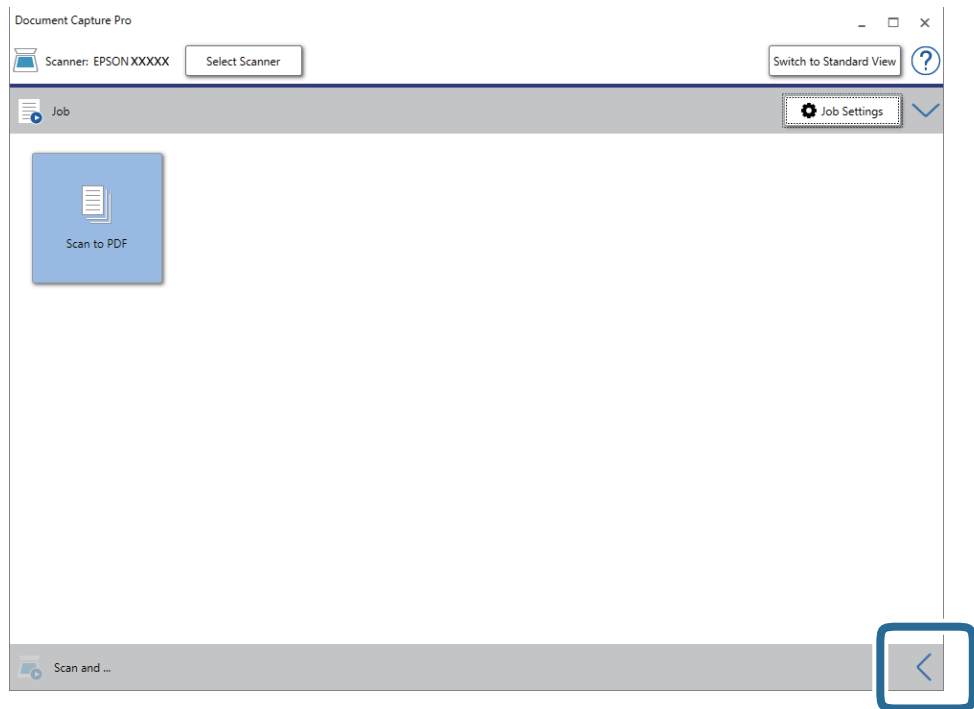 Document Capture Pro
Scanner: EPSON XXXXX
Select Scanner
Switch to Standard View
?
Job
Job Settings
Scan to PDF
Scan and ...